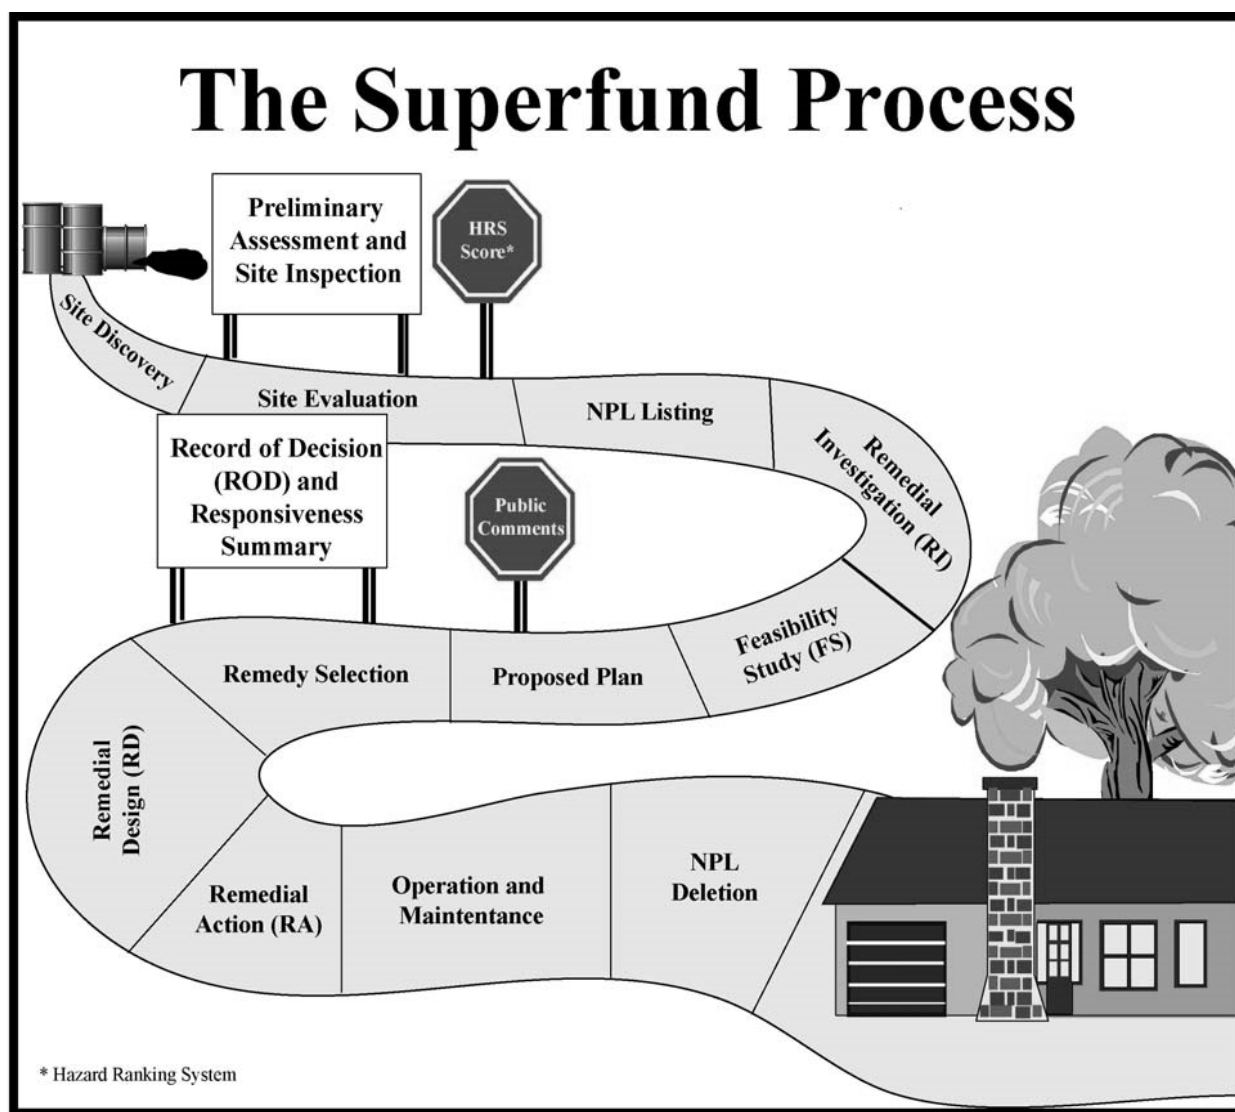 The Superfund Process
Preliminary
Assessment and
Site Inspection
HRS
Score*
Site Discovery
Site Evaluation
NPL Listing
Remedial
Investigation (RI)
Record of Decision
(ROD) and
Responsiveness
Summary
Public
Comments
Feasibility
Study (FS)
Proposed Plan
Remedy Selection
Remedial
Design (RD)
Remedial
Action (RA)
Operation and
Maintentance
NPL
Deletion
* Hazard Ranking System